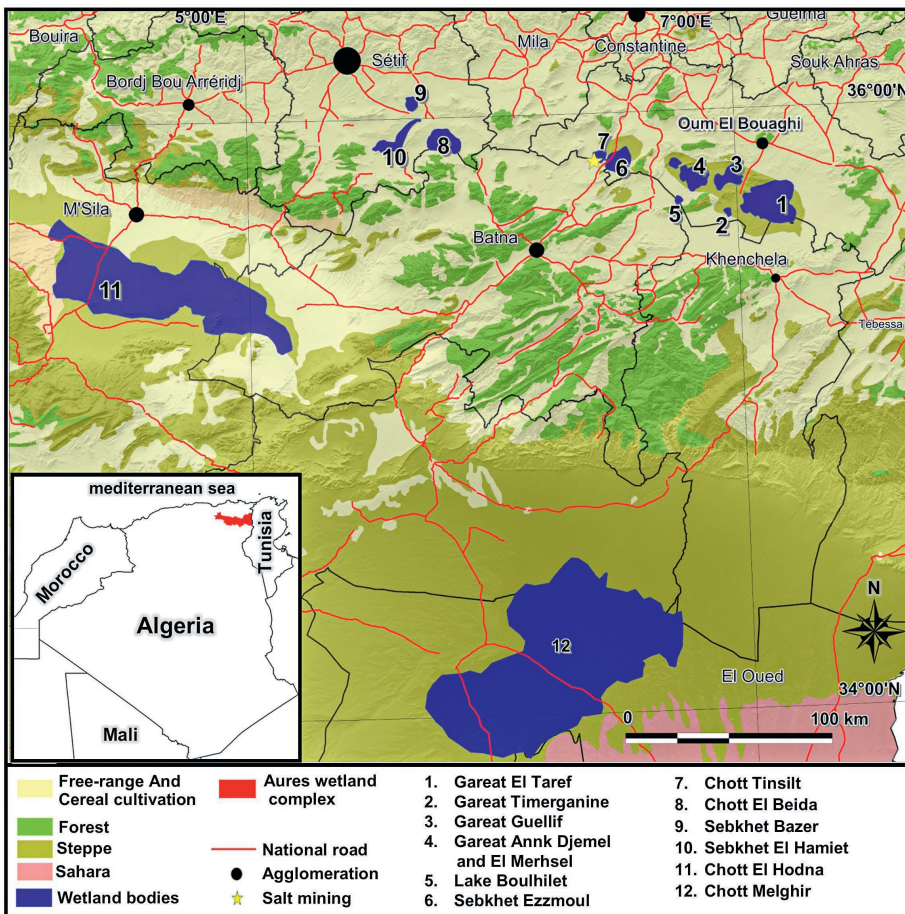 5°00'E
7°00'E
Guelma
Bouira
Mila
Constantine
Sétif
Souk Ahras
Bordj Bou Arréridj
36°00'N
9
Oum El Bouaghi
10
8
7
6
4
3
M'Sila
5
2
1
Batna
Khenchela
11
Tébessa
mediterranean sea
Tunisia
Morocco
Algeria
Mali
N
12
El Oued
34°00'N
0
100 km
Free-range And
Cereal cultivation
Forest
Steppe
Sahara
Wetland bodies
Aures wetland
complex
National road
Agglomeration
Salt mining
1. Gareat El Taref
2. Gareat Timerganine
3. Gareat Guellif
4. Gareat Annk Djemel
and El Merhsel
5. Lake Boulhilet
6 Sebkhet Ezzmoul
7. Chott Tinsilt
8. Chott El Beida
9. Sebkhet Bazer
10. Sebkhet El Hamiet
11. Chott El Hodna
12. Chott Melghir